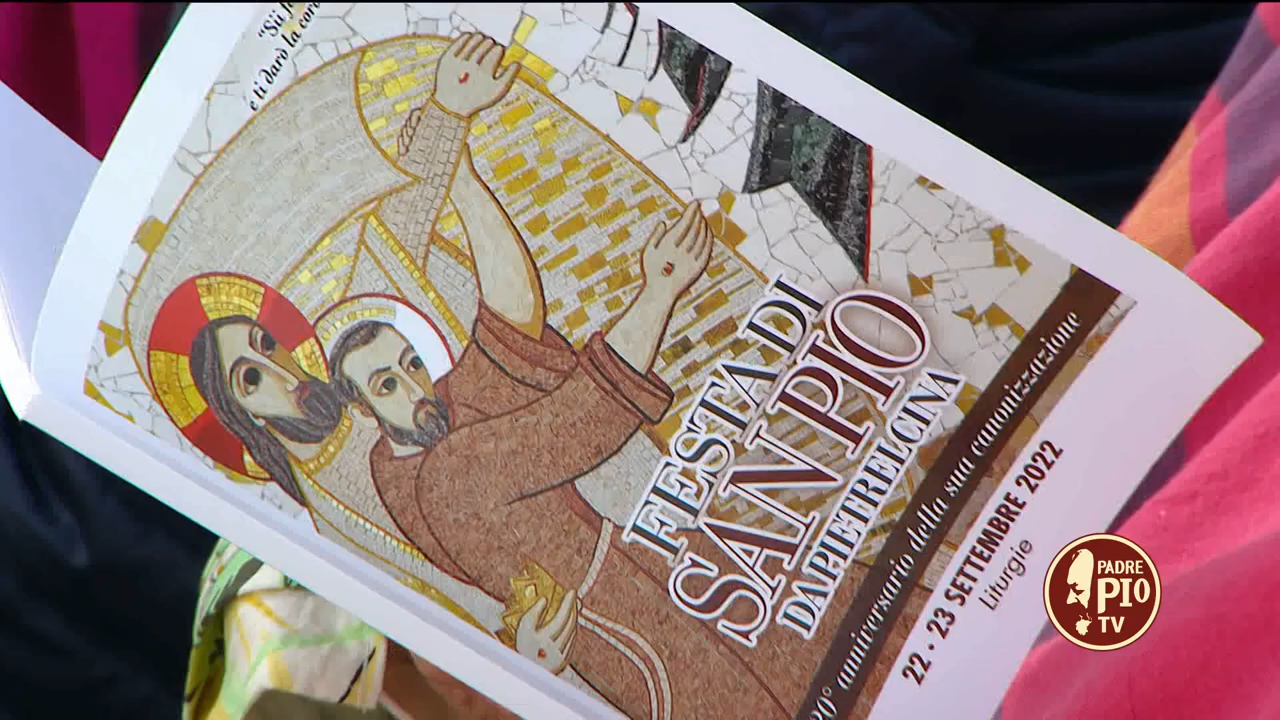 "Sii
e ti darò la
FESTA DI
SAN PIO
DA PIETRELCINA
20° anniversario della sua canonizzazione
22 - 23 SETTEMBRE 2022
Liturgie
PADRE
PIO
TV